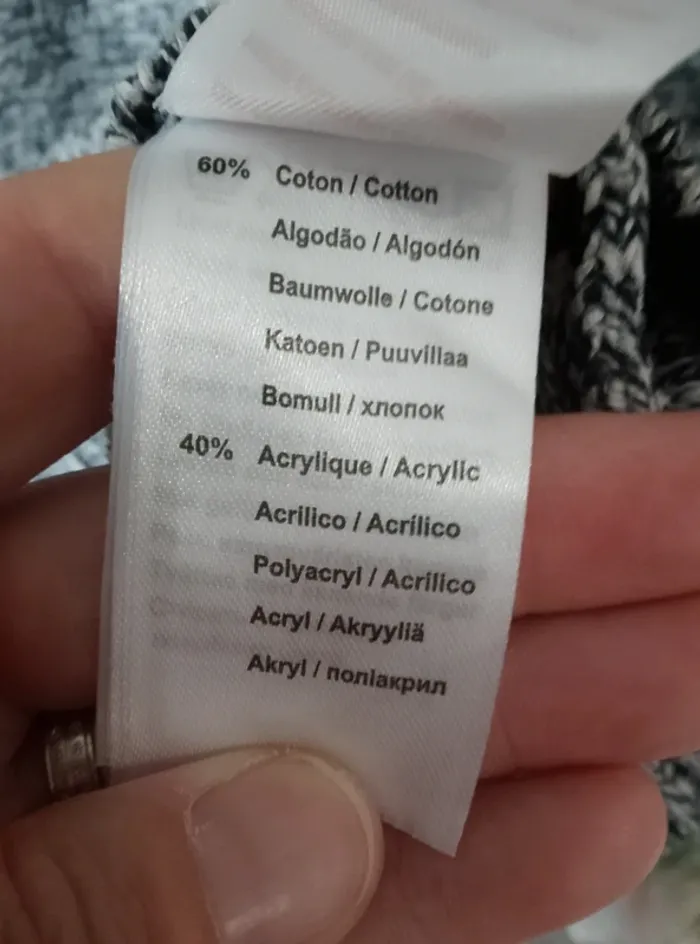 60% Coton / Cotton
Algodão / Algodón
Baumwolle / Cotone
Katoen / Puuvillaa
Bomull / хлопок
40% Acrylique / Acrylic
Acrilico / Acrílico
Polyacryl / Acrilico
Acryl / Akryyliä
Akryl / поліакрил